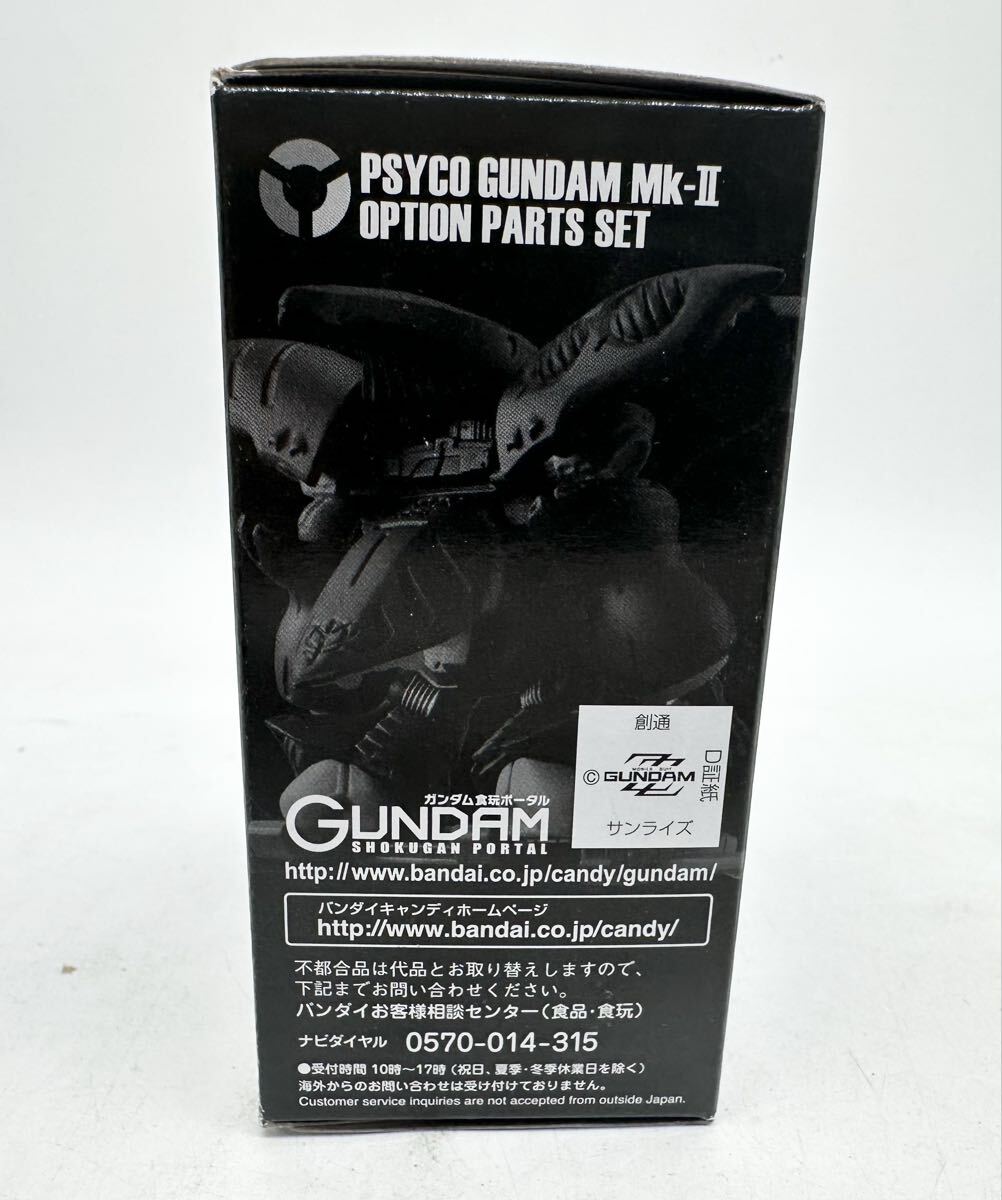 PSYCO GUNDAM Mk-II
OPTION PARTS SET
創通
MOBILE SUIT
© GUNDAM
サンライズ
D証紙
ガンダム食玩ポータル
GUNDAM
SHOKUGAN PORTAL
http://www.bandai.co.jp/candy/gundam/
バンダイキャンディホームページ
http://www.bandai.co.jp/candy/
不都合品は代品とお取り替えしますので、
下記までお問い合わせください。
バンダイお客様相談センター(食品・食玩)
ナビダイヤル 0570-014-315
●受付時間 10時～17時(祝日、夏季・冬季休業日を除く)
海外からのお問い合わせは受け付けておりません。
Customer service inquiries are not accepted from outside Japan.